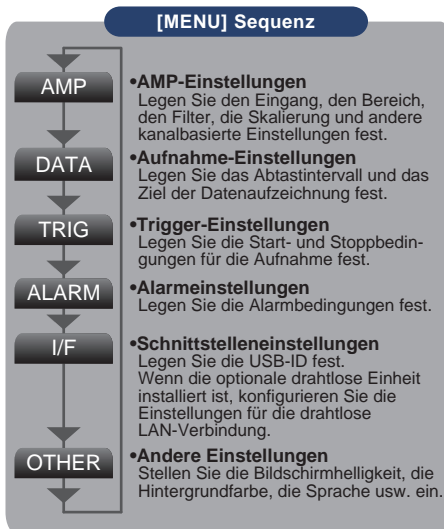 [MENU] Sequenz
AMP
•AMP-Einstellungen
Legen Sie den Eingang, den Bereich,
den Filter, die Skalierung und andere
kanalbasierte Einstellungen fest.
DATA
•Aufnahme-Einstellungen
Legen Sie das Abtastintervall und das
Ziel der Datenaufzeichnung fest.
TRIG
•Trigger-Einstellungen
Legen Sie die Start- und Stoppbedin-
gungen für die Aufnahme fest.
ALARM
•Alarmeinstellungen
Legen Sie die Alarmbedingungen fest.
I/F
•Schnittstelleneinstellungen
Legen Sie die USB-ID fest.
Wenn die optionale drahtlose Einheit
installiert ist, konfigurieren Sie die
Einstellungen für die drahtlose
LAN-Verbindung.
OTHER
•Andere Einstellungen
Stellen Sie die Bildschirmhelligkeit, die
Hintergrundfarbe, die Sprache usw. ein.